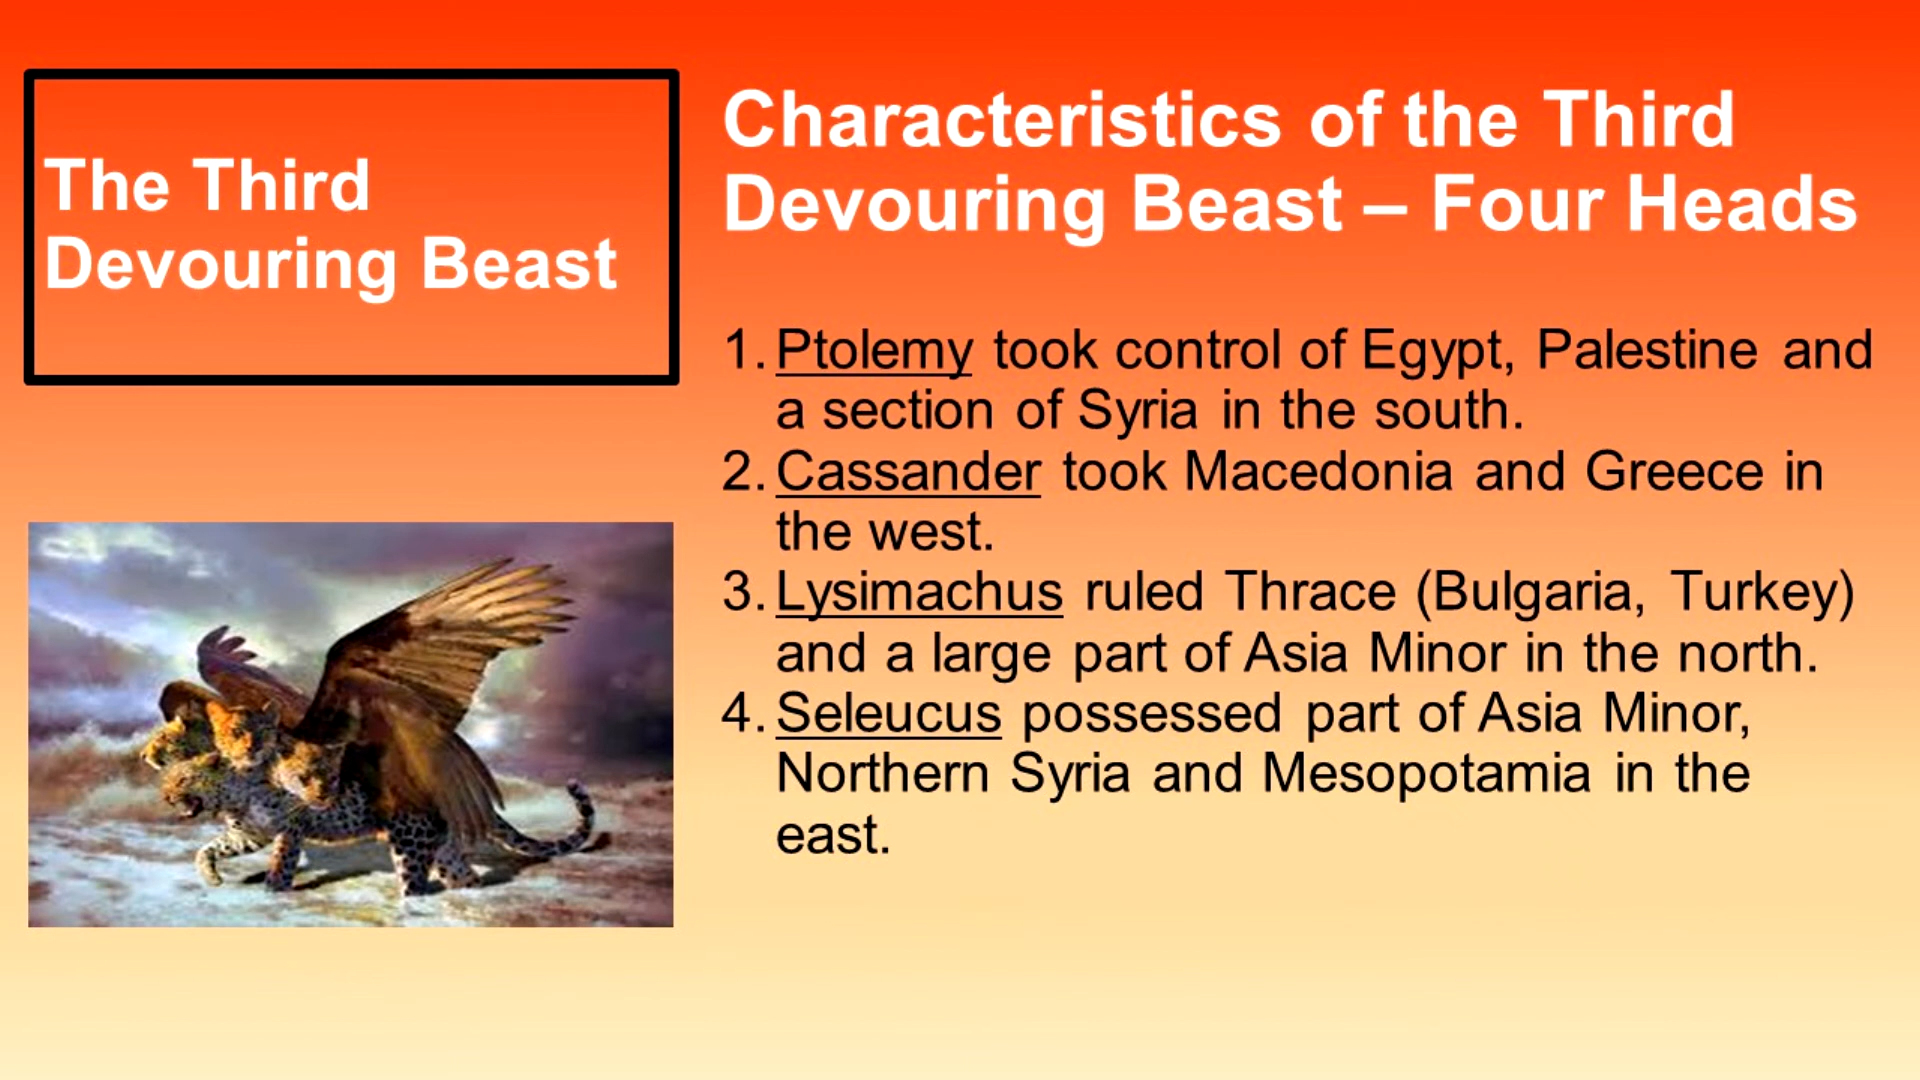 The Third
Devouring Beast
Characteristics of the Third
Devouring Beast – Four Heads
1. Ptolemy took control of Egypt, Palestine and
a section of Syria in the south.
2. Cassander took Macedonia and Greece in
the west.
3. Lysimachus ruled Thrace (Bulgaria, Turkey)
and a large part of Asia Minor in the north.
4. Seleucus possessed part of Asia Minor,
Northern Syria and Mesopotamia in the
east.